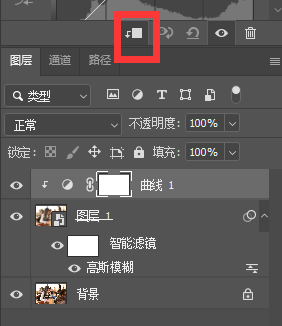 图层 通道 路径
类型
正常 不透明度: 100%
锁定: 填充: 100%
曲线 1
图层 1
智能滤镜
高斯模糊
背景